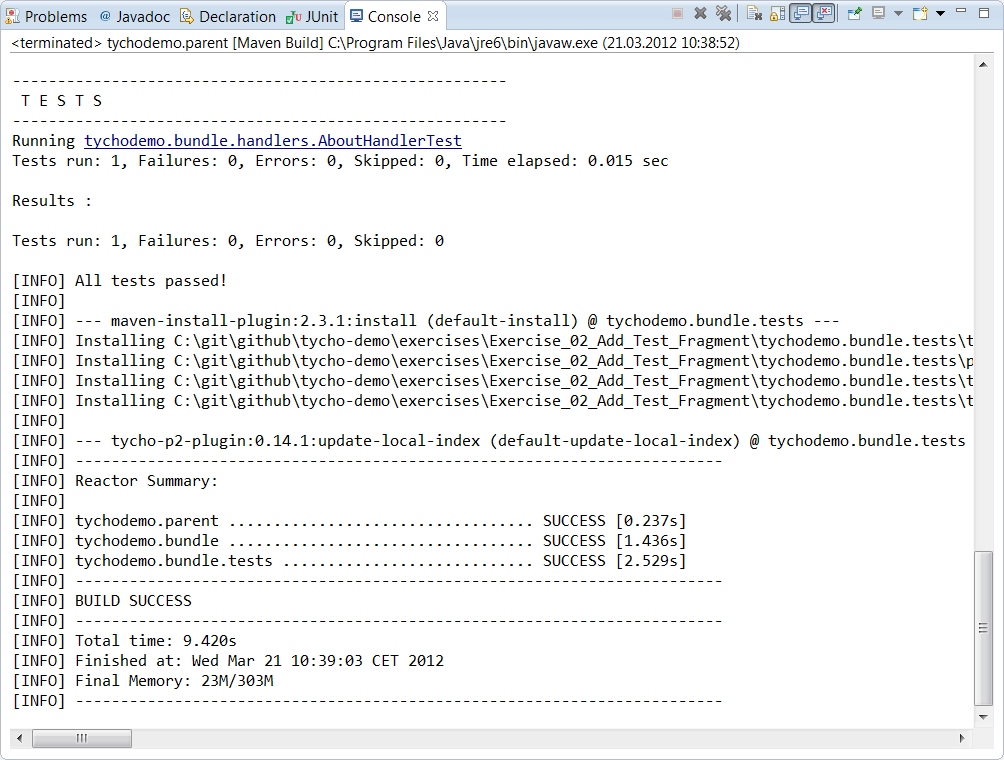 Problems @ Javadoc Declaration JUnit Console
<terminated> tychodemo.parent [Maven Build] C:\Program Files\Java\jre6\bin\javaw.exe (21.03.2012 10:38:52)
-------------------------------------------------------
T E S T S
-------------------------------------------------------
Running tychodemo.bundle.handlers.AboutHandlerTest
Tests run: 1, Failures: 0, Errors: 0, Skipped: 0, Time elapsed: 0.015 sec
Results :
Tests run: 1, Failures: 0, Errors: 0, Skipped: 0
[INFO] All tests passed!
[INFO]
[INFO] --- maven-install-plugin:2.3.1:install (default-install) @ tychodemo.bundle.tests ---
[INFO] Installing C:\git\github\tycho-demo\exercises\Exercise_02_Add_Test_Fragment\tychodemo.bundle.tests\t
[INFO] Installing C:\git\github\tycho-demo\exercises\Exercise_02_Add_Test_Fragment\tychodemo.bundle.tests\p
[INFO] Installing C:\git\github\tycho-demo\exercises\Exercise_02_Add_Test_Fragment\tychodemo.bundle.tests\t
[INFO] Installing C:\git\github\tycho-demo\exercises\Exercise_02_Add_Test_Fragment\tychodemo.bundle.tests\t
[INFO]
[INFO] --- tycho-p2-plugin:0.14.1:update-local-index (default-update-local-index) @ tychodemo.bundle.tests
[INFO] ------------------------------------------------------------------------
[INFO] Reactor Summary:
[INFO]
[INFO] tychodemo.parent .................................. SUCCESS [0.237s]
[INFO] tychodemo.bundle .................................. SUCCESS [1.436s]
[INFO] tychodemo.bundle.tests ............................ SUCCESS [2.529s]
[INFO] ------------------------------------------------------------------------
[INFO] BUILD SUCCESS
[INFO] ------------------------------------------------------------------------
[INFO] Total time: 9.420s
[INFO] Finished at: Wed Mar 21 10:39:03 CET 2012
[INFO] Final Memory: 23M/303M
[INFO] ------------------------------------------------------------------------